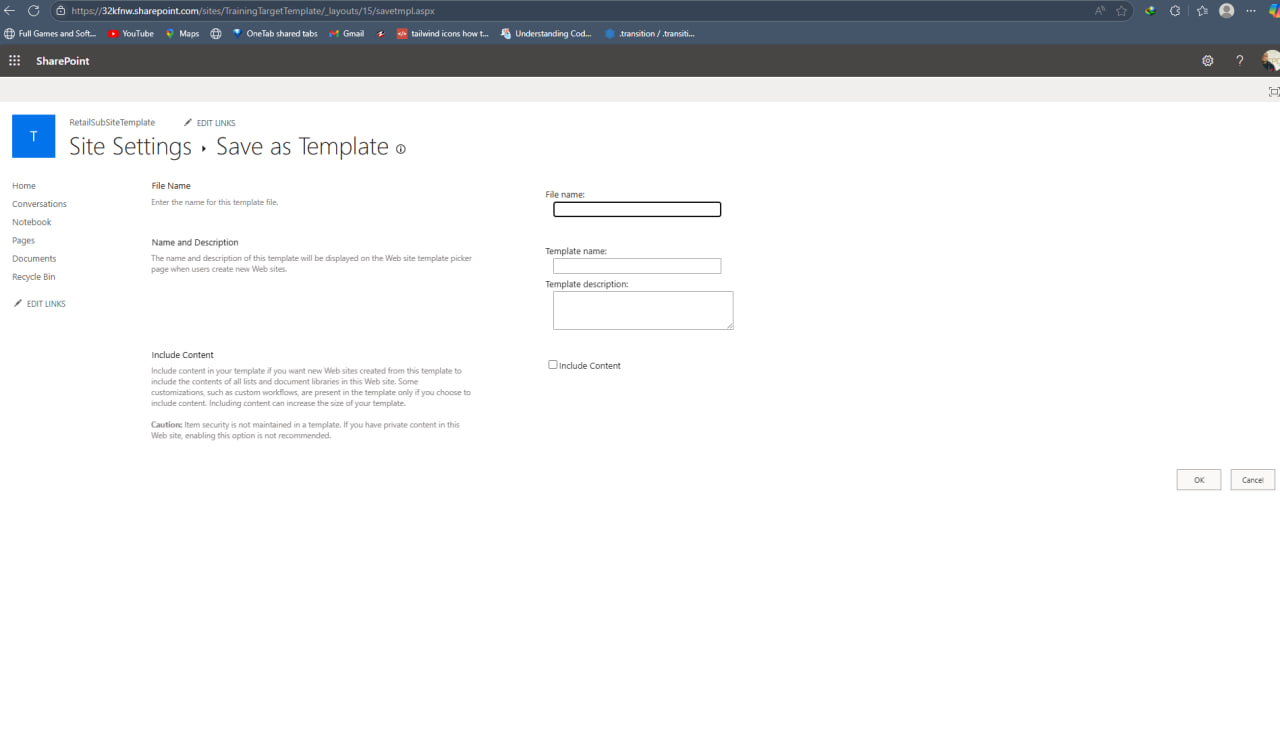 https://32kfnw.sharepoint.com/sites/TrainingTargetTemplate/_layouts/15/savetmpl.aspx
Full Games and Soft... YouTube Maps OneTab shared tabs Gmail tailwind icons how t... Understanding Cod... .transition / .transiti...
SharePoint
?
T
RetailSubSiteTemplate EDIT LINKS
Site Settings ▸ Save as Template
Home
Conversations
Notebook
Pages
Documents
Recycle Bin
EDIT LINKS
File Name
Enter the name for this template file.
File name:
Name and Description
The name and description of this template will be displayed on the Web site template picker
page when users create new Web sites.
Template name:
Template description:
Include Content
Include content in your template if you want new Web sites created from this template to
include the contents of all lists and document libraries in this Web site. Some
customizations, such as custom workflows, are present in the template only if you choose to
include content. Including content can increase the size of your template.
Caution: Item security is not maintained in a template. If you have private content in this
Web site, enabling this option is not recommended.
Include Content
OK Cancel